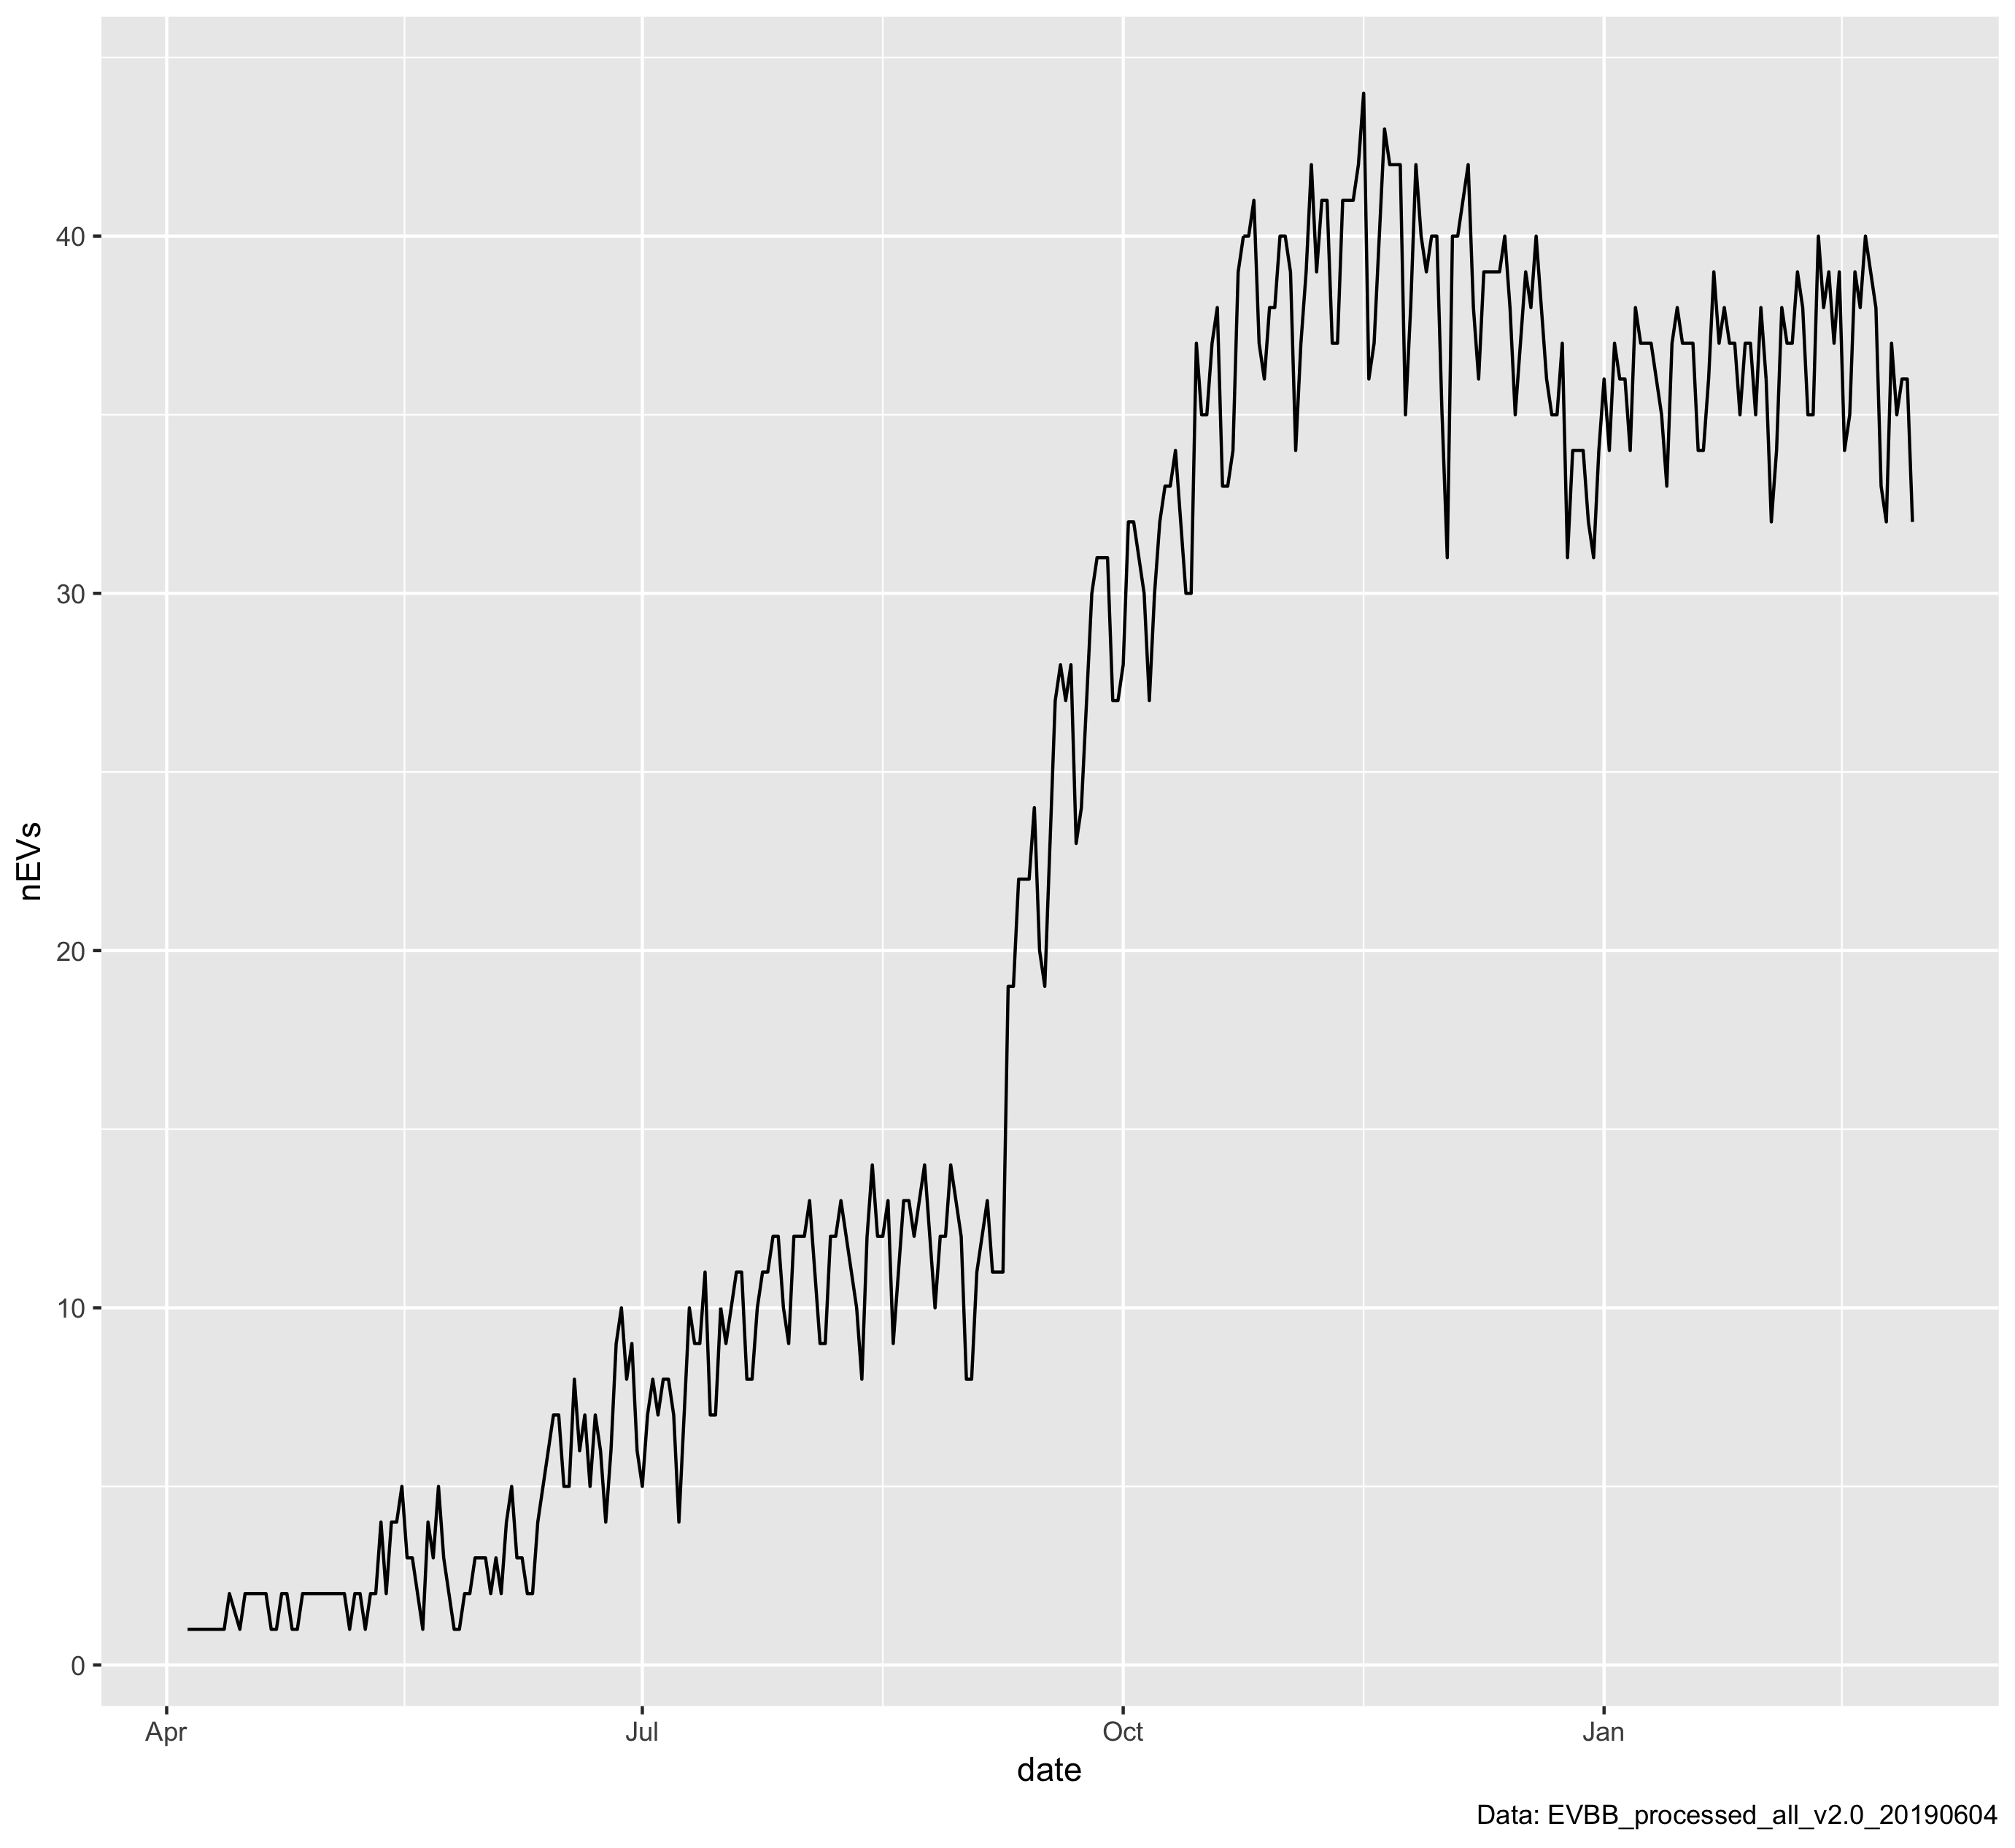 nEVs
40
30
20
10
0
Apr
Jul
Oct
Jan
date
Data: EVBB_processed_all_v2.0_20190604